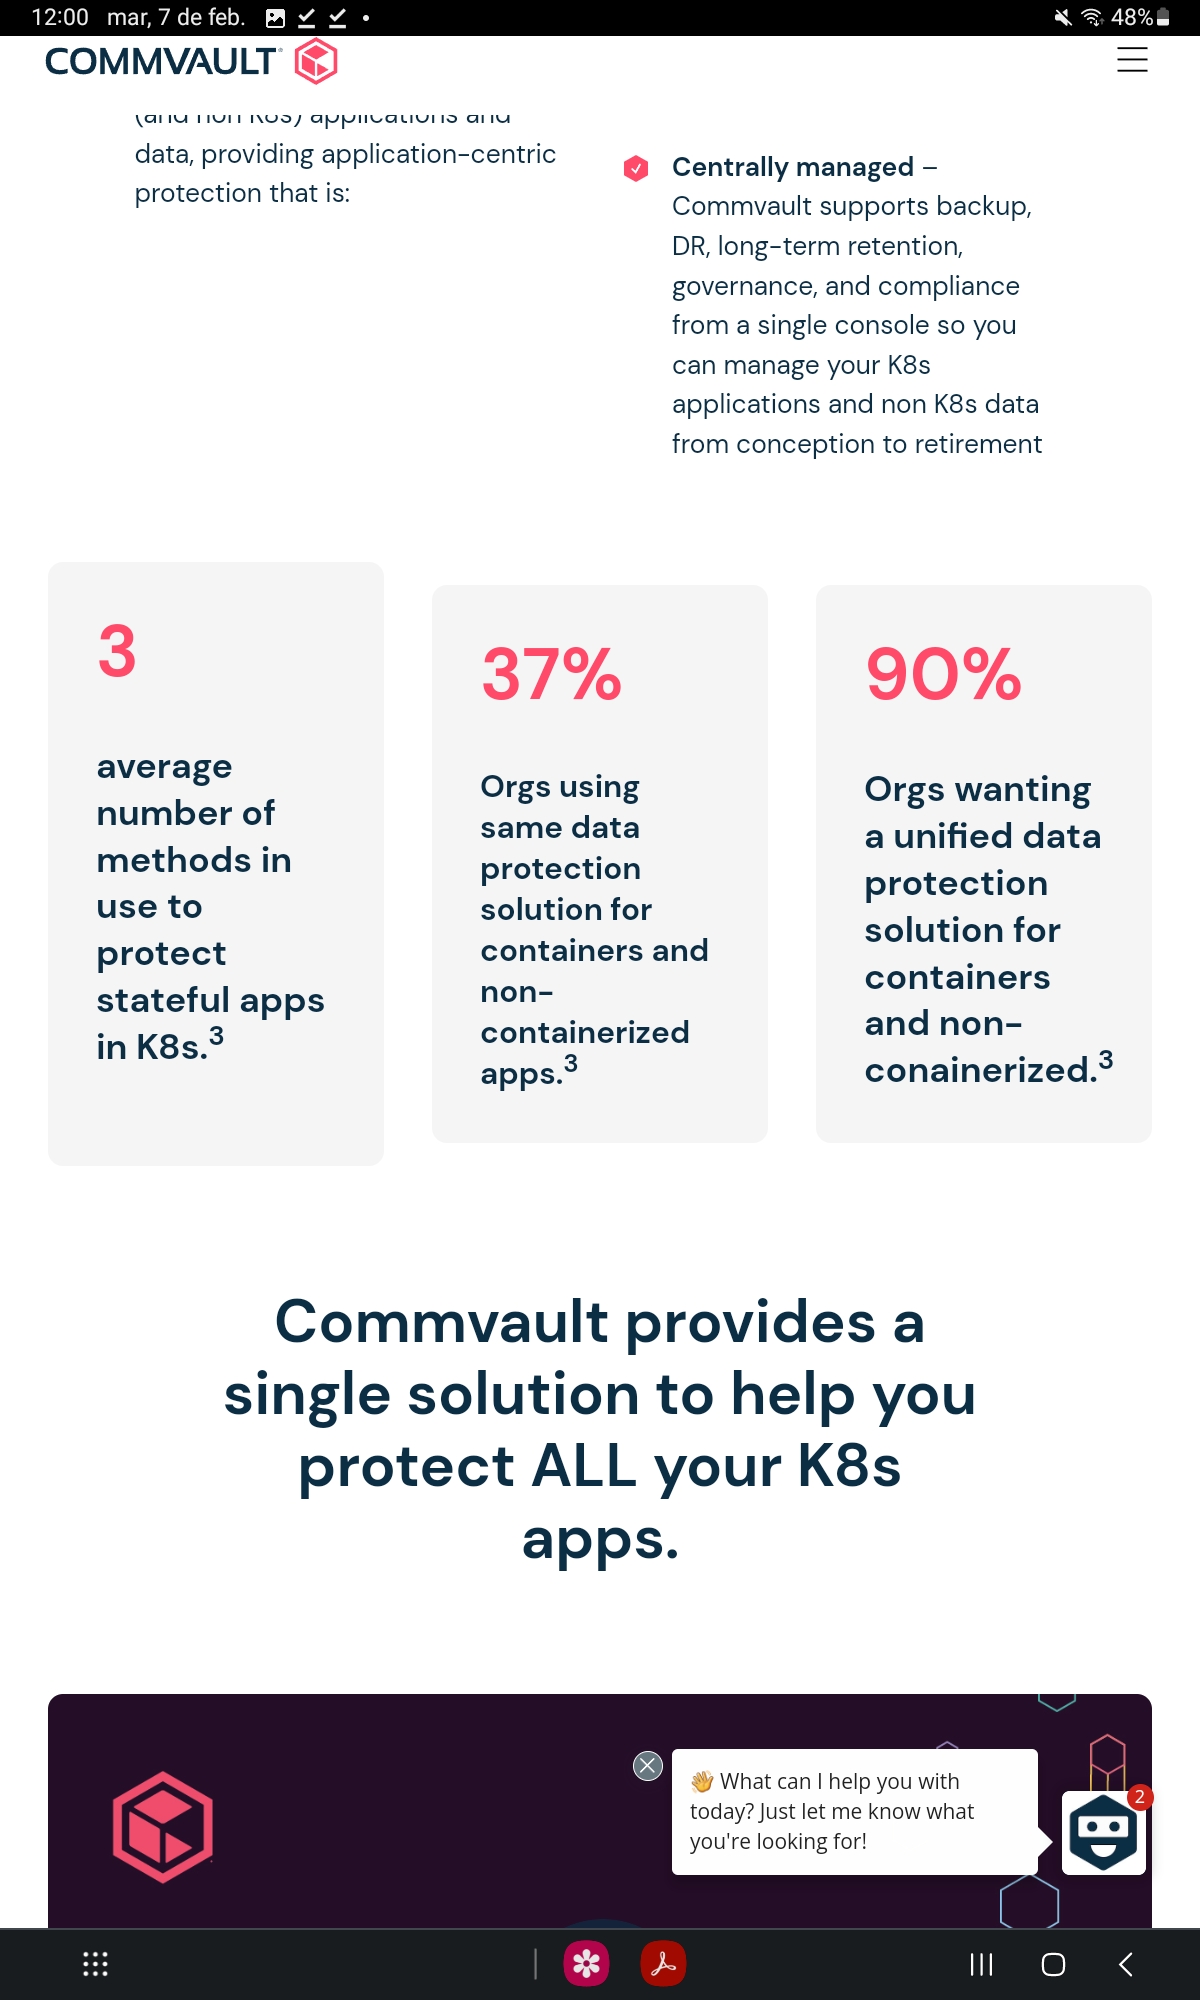 12:00 mar, 7 de feb.
48%
COMMVAULT
(and non K8s) applications and
data, providing application-centric
protection that is:
Centrally managed –
Commvault supports backup,
DR, long-term retention,
governance, and compliance
from a single console so you
can manage your K8s
applications and non K8s data
from conception to retirement
3
average
number of
methods in
use to
protect
stateful apps
in K8s.3
37%
Orgs using
same data
protection
solution for
containers and
non-
containerized
apps.3
90%
Orgs wanting
a unified data
protection
solution for
containers
and non-
conainerized.3
Commvault provides a
single solution to help you
protect ALL your K8s
apps.
👋 What can I help you with
today? Just let me know what
you're looking for!
2